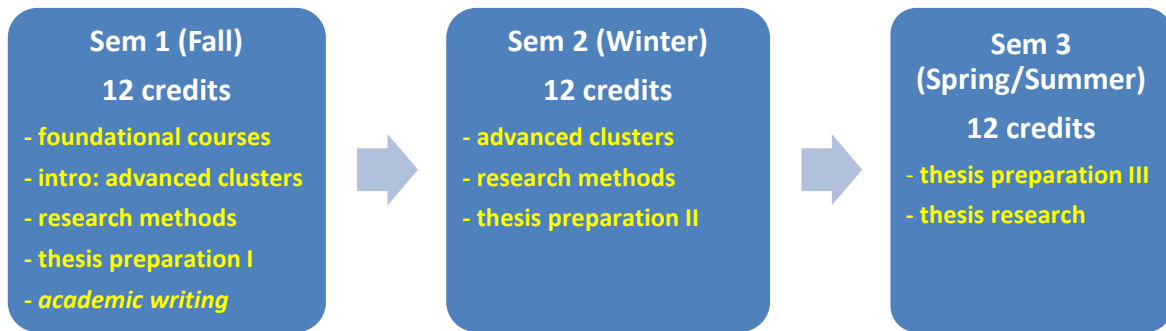 Sem 1 (Fall)
12 credits
- foundational courses
- intro: advanced clusters
- research methods
- thesis preparation I
- academic writing
Sem 2 (Winter)
12 credits
- advanced clusters
- research methods
- thesis preparation II
Sem 3
(Spring/Summer)
12 credits
- thesis preparation III
- thesis research